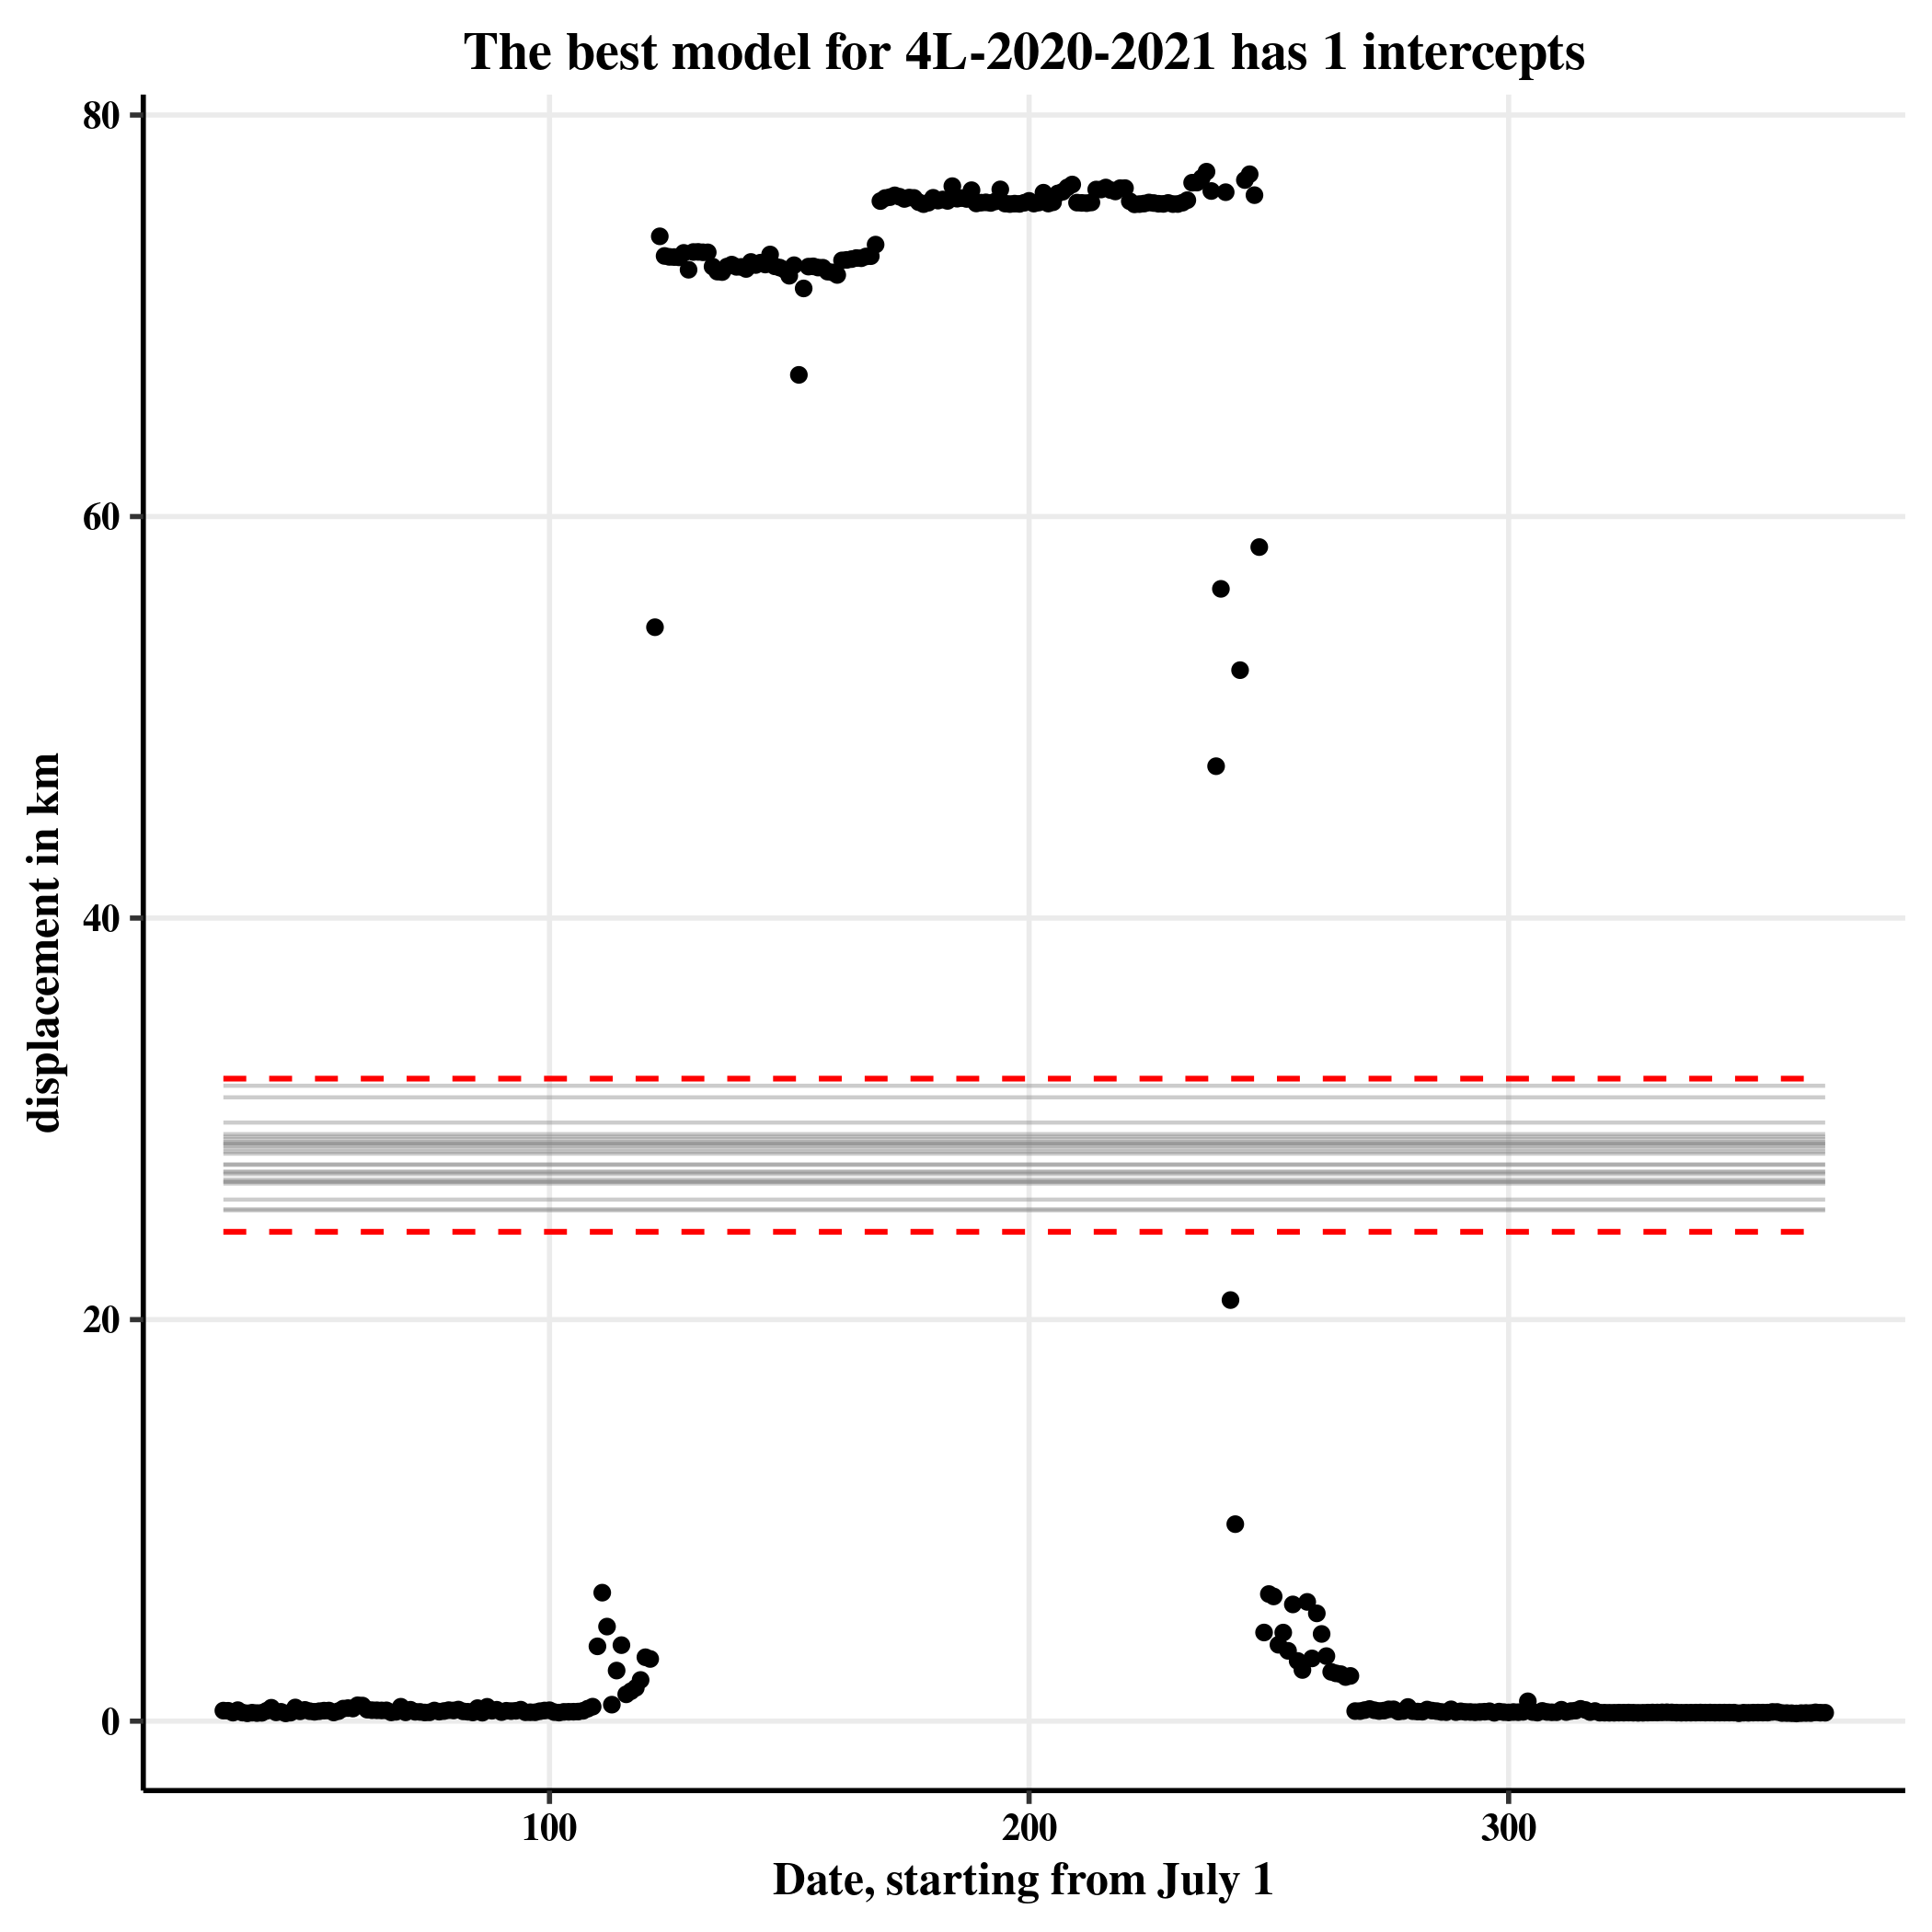 The best model for 4L-2020-2021 has 1 intercepts
80
60
40
20
0
displacement in km
100 200 300
Date, starting from July 1